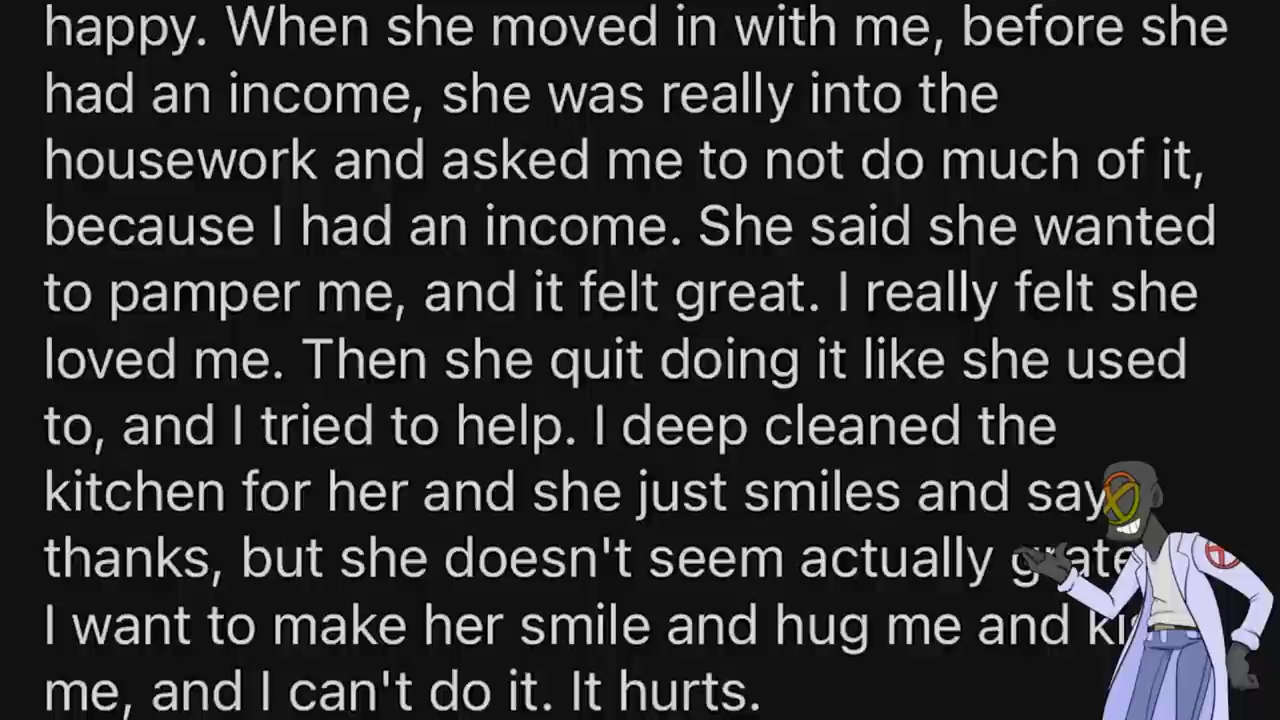 happy. When she moved in with me, before she
had an income, she was really into the
housework and asked me to not do much of it,
because I had an income. She said she wanted
to pamper me, and it felt great. I really felt she
loved me. Then she quit doing it like she used
to, and I tried to help. I deep cleaned the
kitchen for her and she just smiles and say
thanks, but she doesn't seem actually
I want to make her smile and hug me and
me, and I can't do it. It hurts.